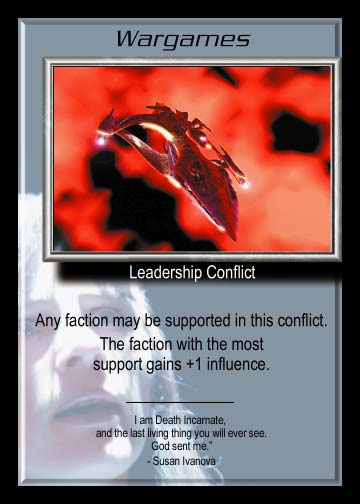 Wargames
Leadership Conflict
Any faction may be supported in this conflict.
The faction with the most
support gains +1 influence.
I am Death Incarnate,
and the last living thing you will ever see.
God sent me."
- Susan Ivanova